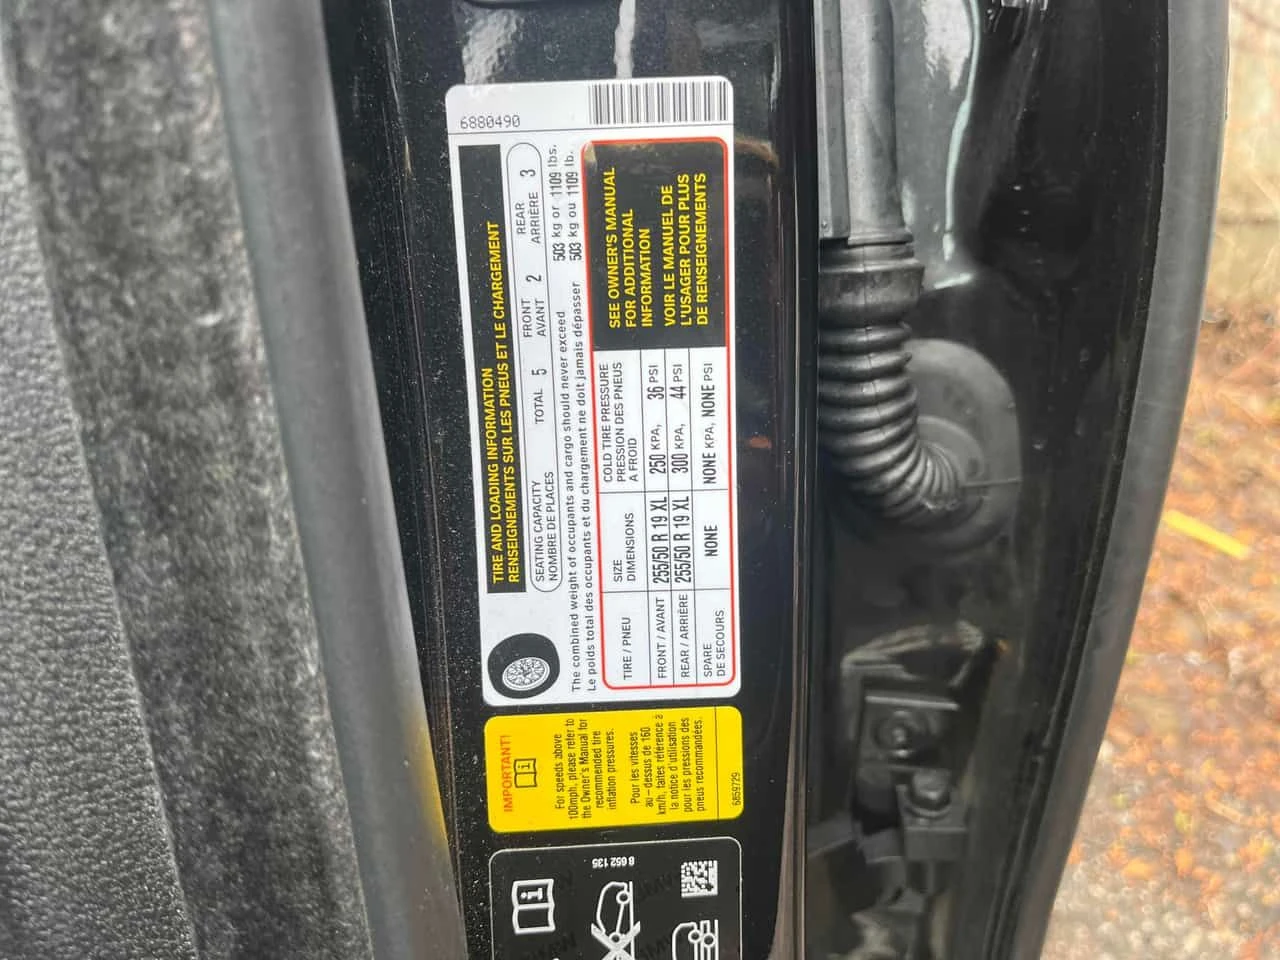 6880490
TIRE AND LOADING INFORMATION
RENSEIGNEMENTS SUR LES PNEUS ET LE CHARGEMENT
SEATING CAPACITY
NOMBRE DE PLACES
TOTAL 5
FRONT
AVANT 2
REAR
ARRIÈRE 3
The combined weight of occupants and cargo should never exceed 503 kg or 1109 lbs.
Le poids total des occupants et du chargement ne doit jamais dépasser 503 kg ou 1109 lb.
TIRE / PNEU
SIZE
DIMENSIONS
COLD TIRE PRESSURE
PRESSION DES PNEUS
A FROID
FRONT / AVANT 255/50 R 19 XL 250 KPA, 36 PSI
REAR / ARRIÈRE 255/50 R 19 XL 300 KPA, 44 PSI
SPARE
DE SECOURS
NONE NONE KPA, NONE PSI
SEE OWNER'S MANUAL
FOR ADDITIONAL
INFORMATION
VOIR LE MANUEL DE
L'USAGER POUR PLUS
DE RENSEIGNEMENTS
IMPORTANT!
For speeds above
100mph, please refer to
the Owner's Manual for
recommended tire
inflation pressures.
Pour les vitesses
au-dessus de 160
km/h, faites référence à
la notice d'utilisation
pour les pressions des
pneus recommandées.
6859729
8 652 135